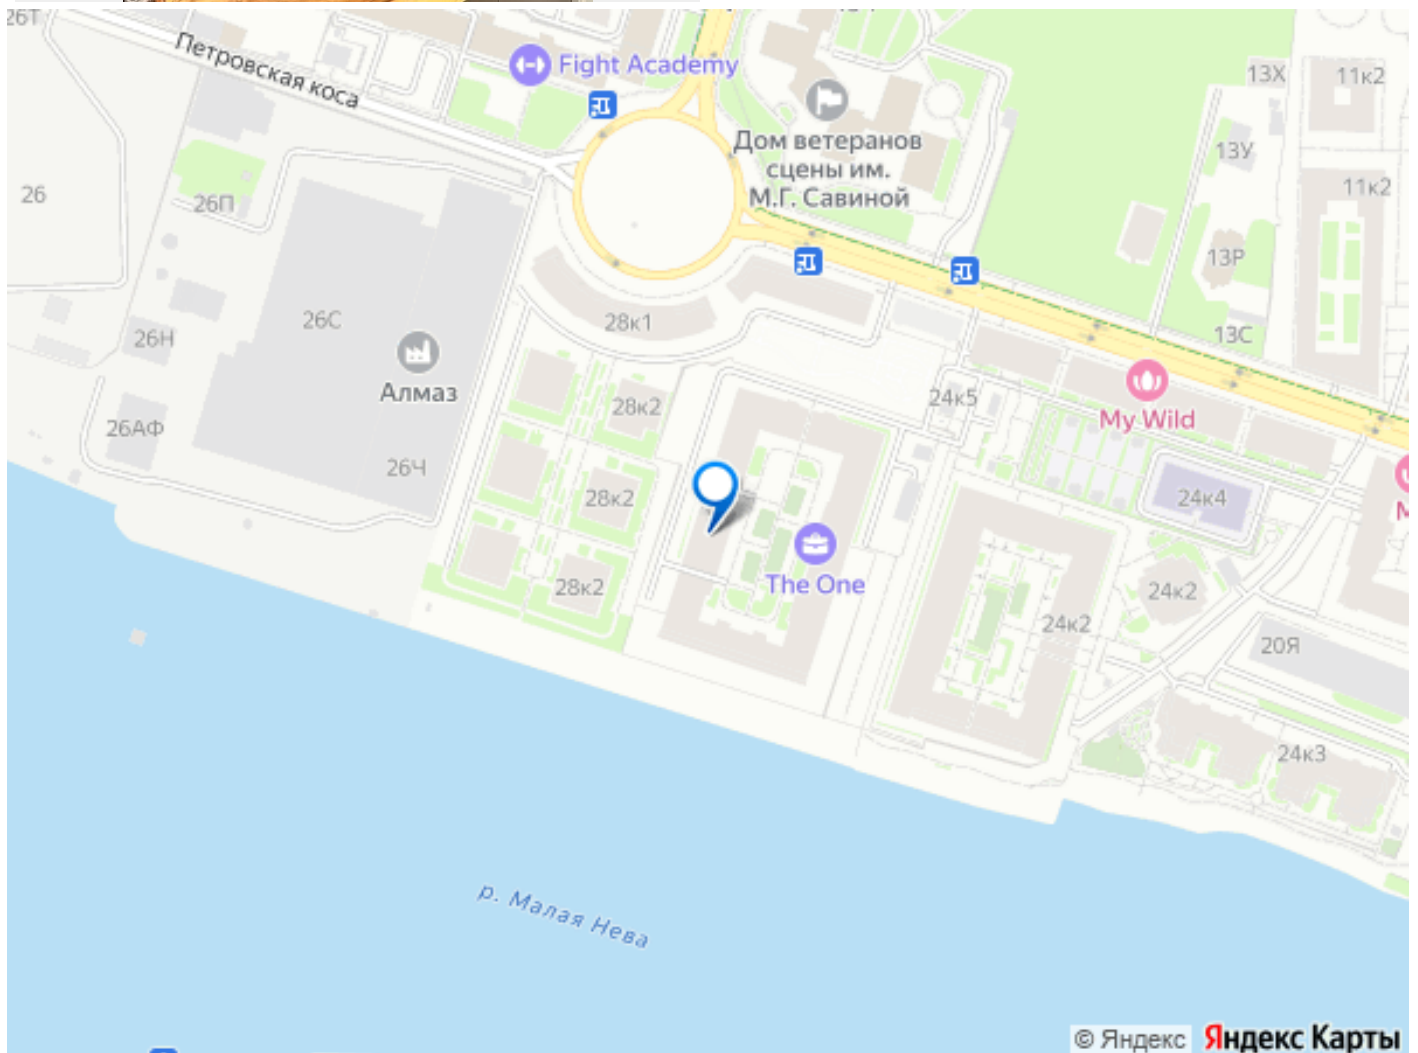 26Т
Петровская коса
Fight Academy
Дом ветеранов
сцены им.
М.Г. Савиной
13Х
11к2
13У
11к2
26
26П
13Р
26С
28к1
26Н
13С
Алмаз
24к5
My Wild
28к2
26АФ
26Ч
28к2
24к4
The One
28к2
24к2
24к2
20Я
24к3
р. Малая Нева
© Яндекс Яндекс Карты